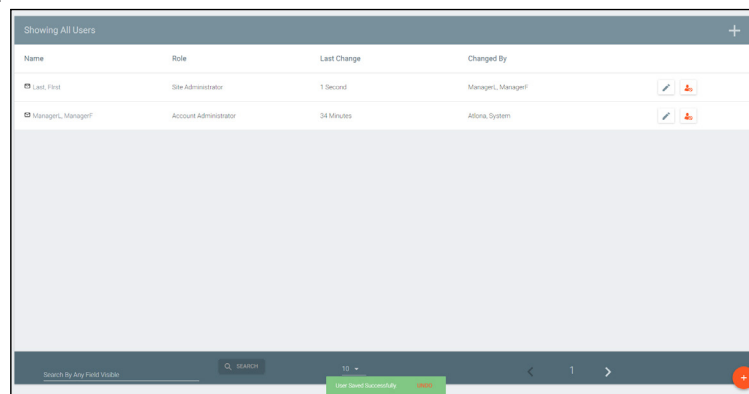 Showing All Users
Name Role Last Change Changed By
Last, First Site Administrator 1 Second ManagerL, ManagerF
ManagerL, ManagerF Account Administrator 34 Minutes Atlona, System
Search By Any Field Visible
SEARCH
10
1
User Saved Successfully. UNDO